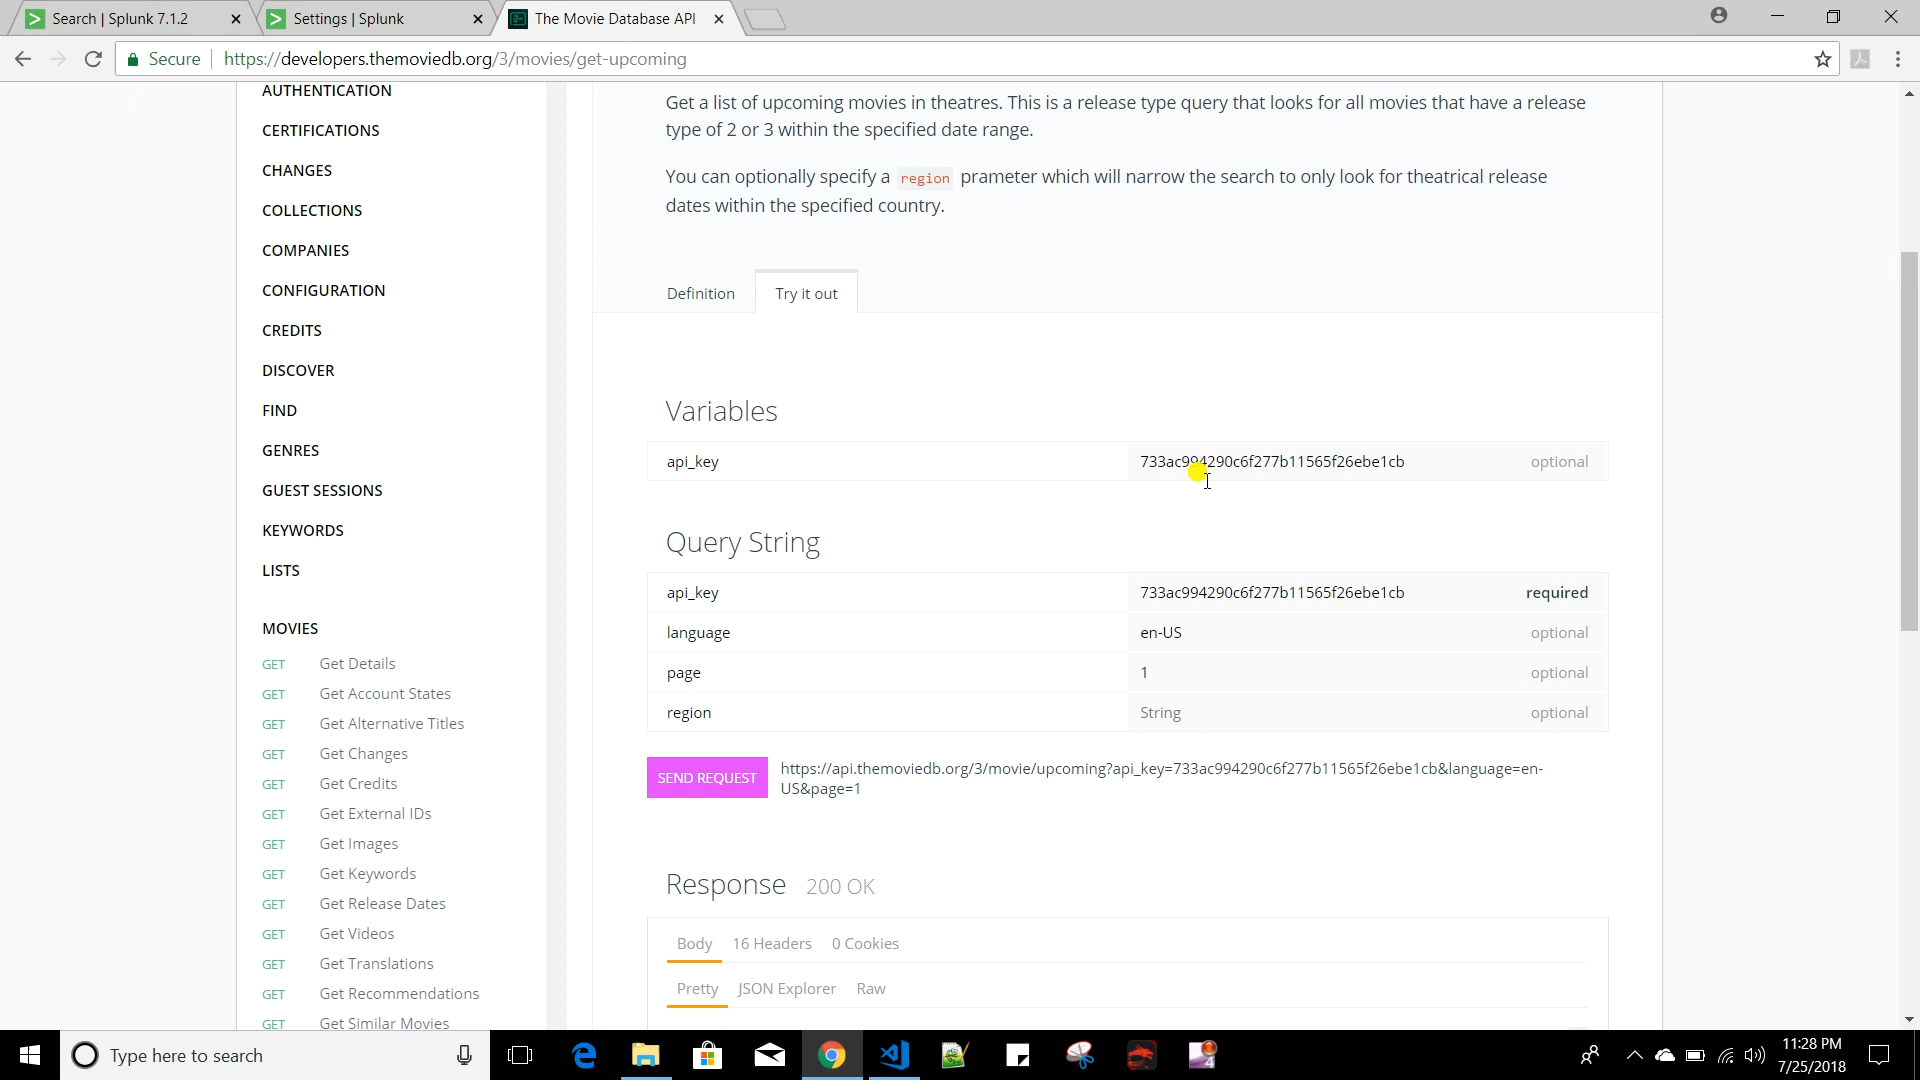 Search | Splunk 7.1.2
Settings | Splunk
The Movie Database API
Secure
https://developers.themoviedb.org/3/movies/get-upcoming
AUTHENTICATION
CERTIFICATIONS
CHANGES
COLLECTIONS
COMPANIES
CONFIGURATION
CREDITS
DISCOVER
FIND
GENRES
GUEST SESSIONS
KEYWORDS
LISTS
MOVIES
GET Get Details
GET Get Account States
GET Get Alternative Titles
GET Get Changes
GET Get Credits
GET Get External IDs
GET Get Images
GET Get Keywords
GET Get Release Dates
GET Get Videos
GET Get Translations
GET Get Recommendations
GET Get Similar Movies
Get a list of upcoming movies in theatres. This is a release type query that looks for all movies that have a release
type of 2 or 3 within the specified date range.
You can optionally specify a region prameter which will narrow the search to only look for theatrical release
dates within the specified country.
Definition
Try it out
Variables
api_key 733ac994290c6f277b11565f26ebe1cb optional
Query String
api_key 733ac994290c6f277b11565f26ebe1cb required
language en-US optional
page 1 optional
region String optional
SEND REQUEST
https://api.themoviedb.org/3/movie/upcoming?api_key=733ac994290c6f277b11565f26ebe1cb&language=en-
US&page=1
Response 200 OK
Body 16 Headers 0 Cookies
Pretty JSON Explorer Raw
Type here to search
11:28 PM
7/25/2018